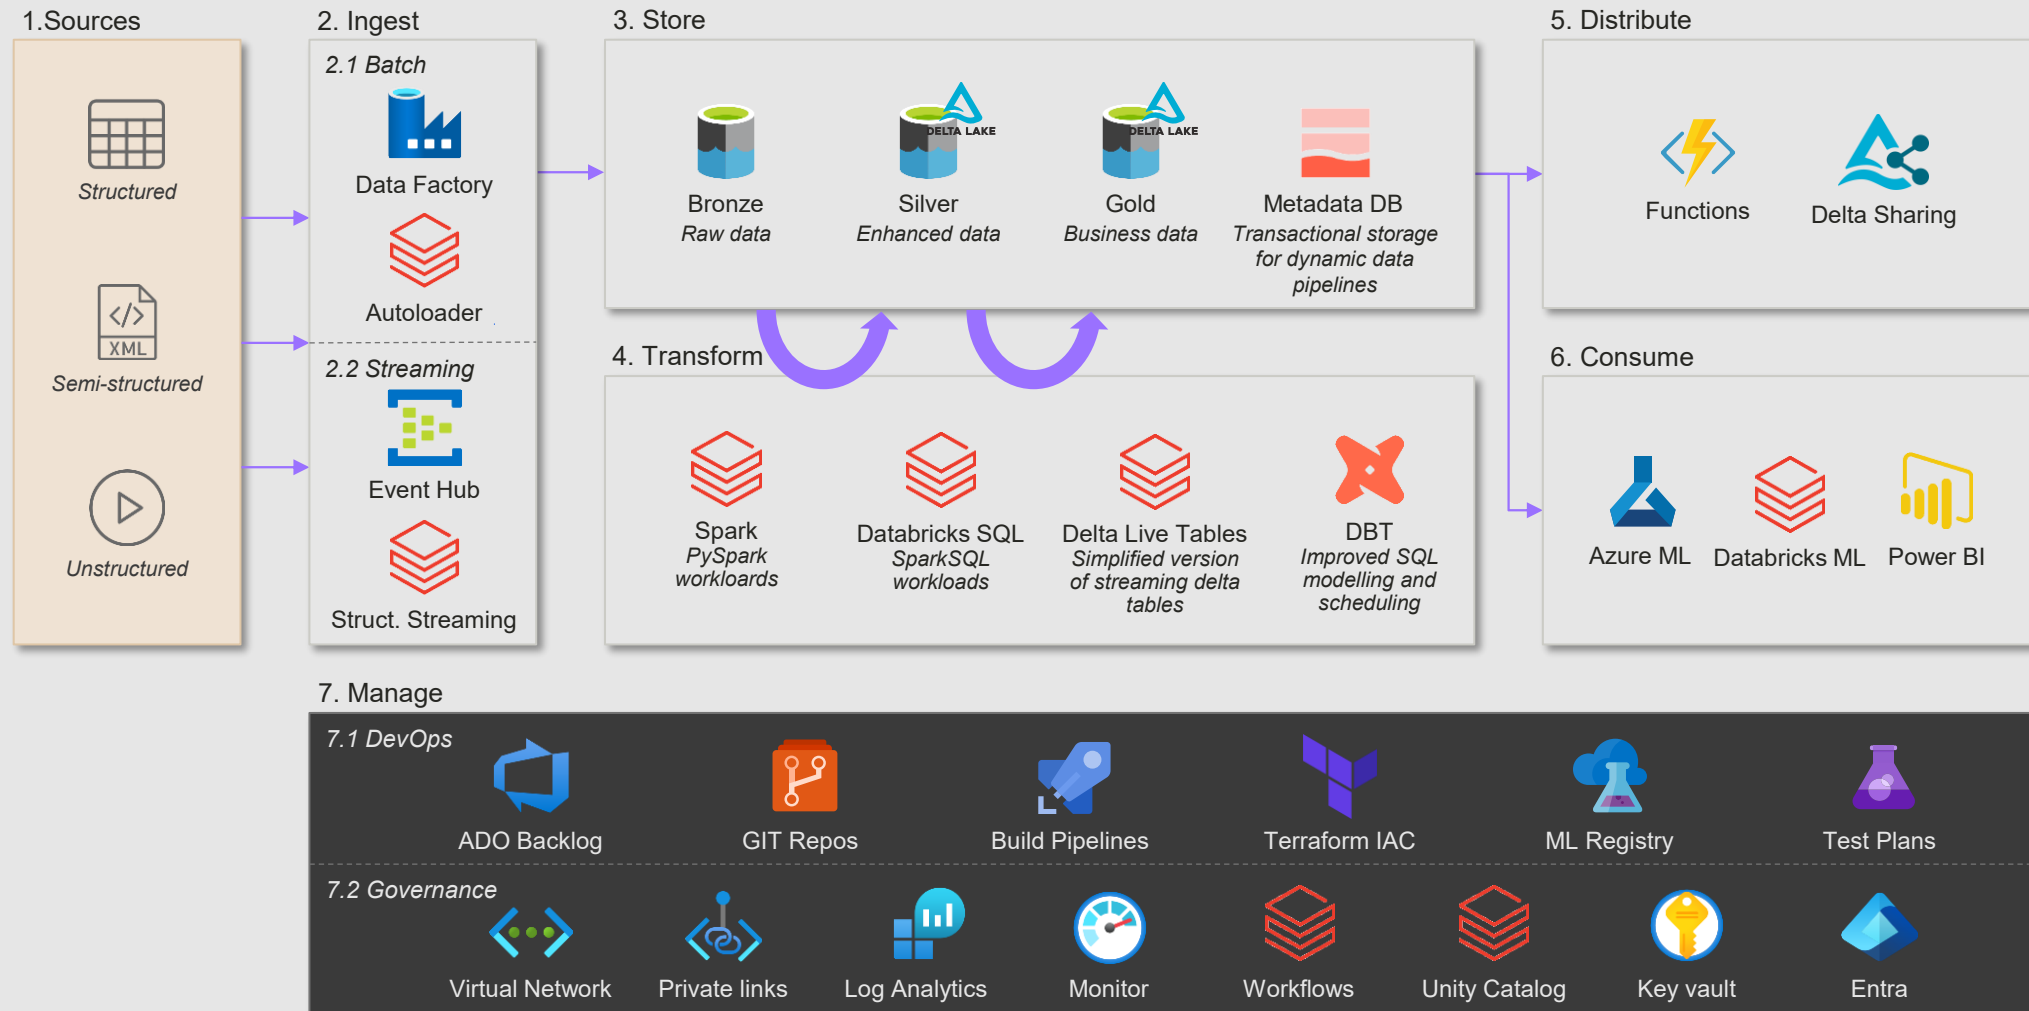 1.Sources
Structured
XML
Semi-structured
Unstructured
2. Ingest
2.1 Batch
Data Factory
Autoloader
2.2 Streaming
Event Hub
Struct. Streaming
3. Store
DELTA LAKE
DELTA LAKE
Bronze
Raw data
Silver
Enhanced data
Gold
Business data
Metadata DB
Transactional storage
for dynamic data
pipelines
4. Transform
Spark
PySpark
workloards
Databricks SQL
SparkSQL
workloads
Delta Live Tables
Simplified version
of streaming delta
tables
DBT
Improved SQL
modelling and
scheduling
5. Distribute
Functions
Delta Sharing
6. Consume
Azure ML
Databricks ML
Power BI
7. Manage
7.1 DevOps
ADO Backlog
GIT Repos
Build Pipelines
Terraform IAC
ML Registry
Test Plans
7.2 Governance
Virtual Network
Private links
Log Analytics
Monitor
Workflows
Unity Catalog
Key vault
Entra